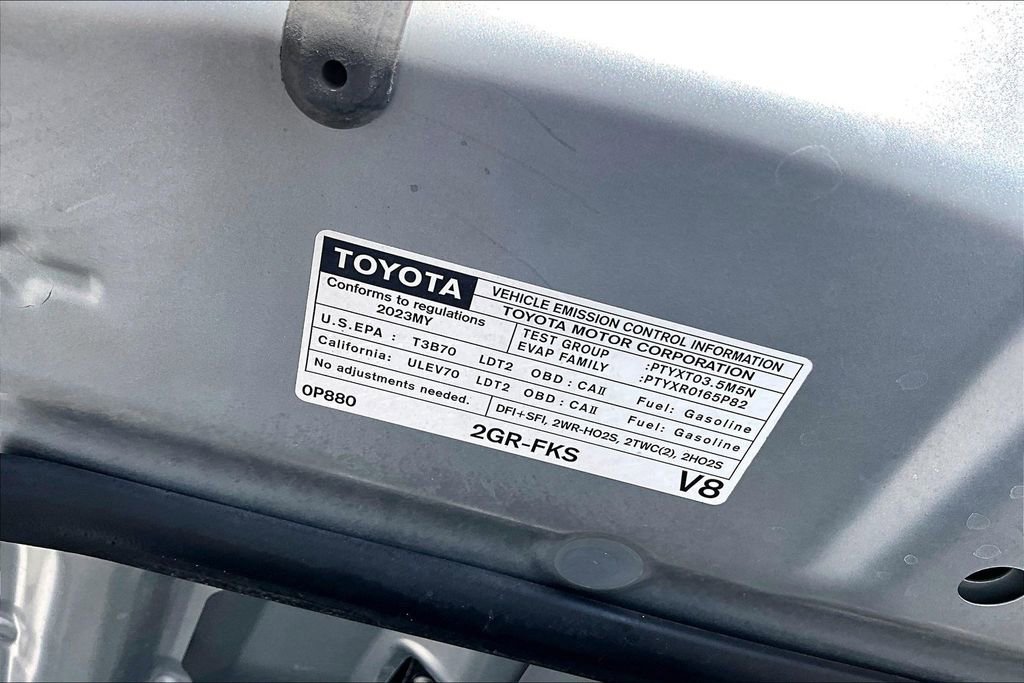 TOYOTA
VEHICLE EMISSION CONTROL INFORMATION
TOYOTA MOTOR CORPORATION
Conforms to regulations
2023MY
TEST GROUP :PTYXT03.5M5N
EVAP FAMILY :PTYXR0165P82
U.S.EPA : T3B70 LDT2 OBD : CAII Fuel: Gasoline
California: ULEV70 LDT2 OBD : CAII Fuel: Gasoline
No adjustments needed.
DFI+SFI, 2WR-HO2S, 2TWC(2), 2HO2S
0P880
2GR-FKS
V8